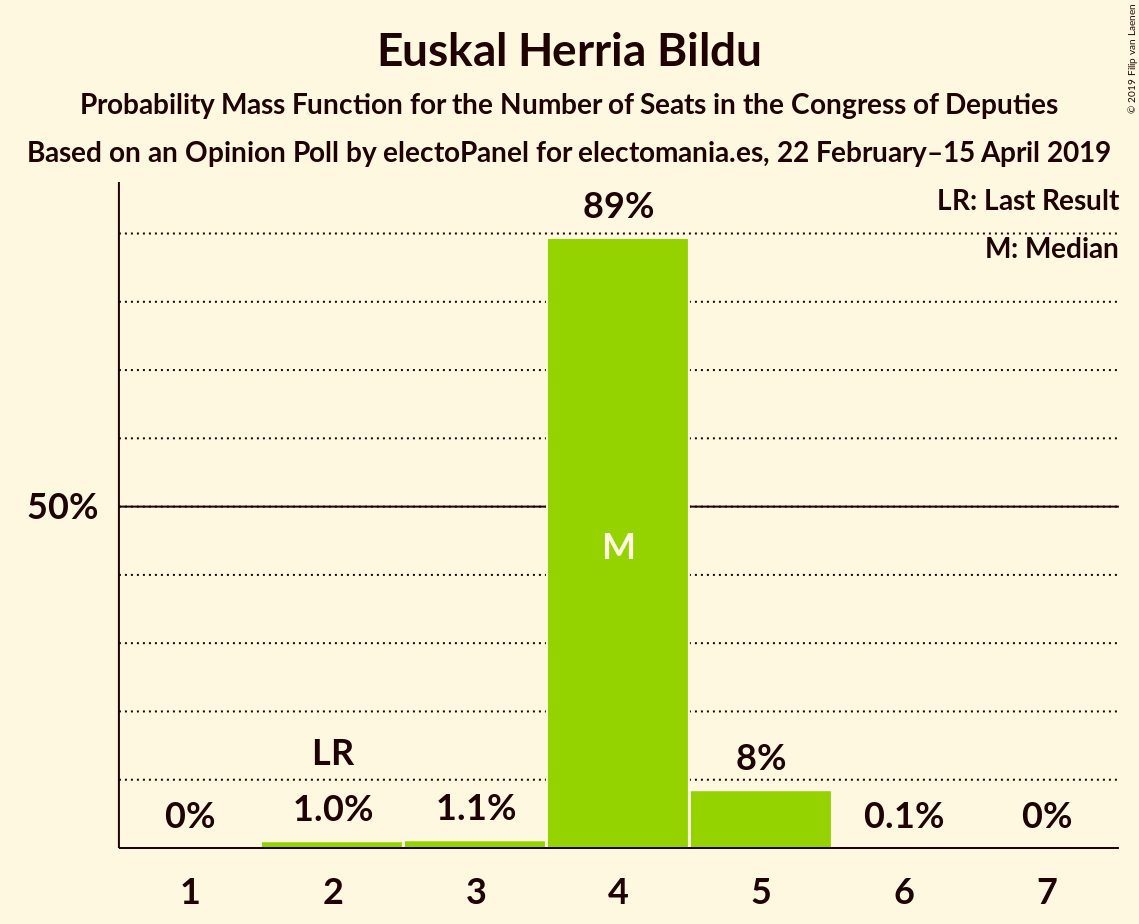 Euskal Herria Bildu
Probability Mass Function for the Number of Seats in the Congress of Deputies
Based on an Opinion Poll by electoPanel for electomania.es, 22 February–15 April 2019
© 2019 Filip van Laenen
LR: Last Result
M: Median
89%
50%
M
LR
8%
0%
1.0%
1.1%
0.1%
0%
1
2
3
4
5
6
7